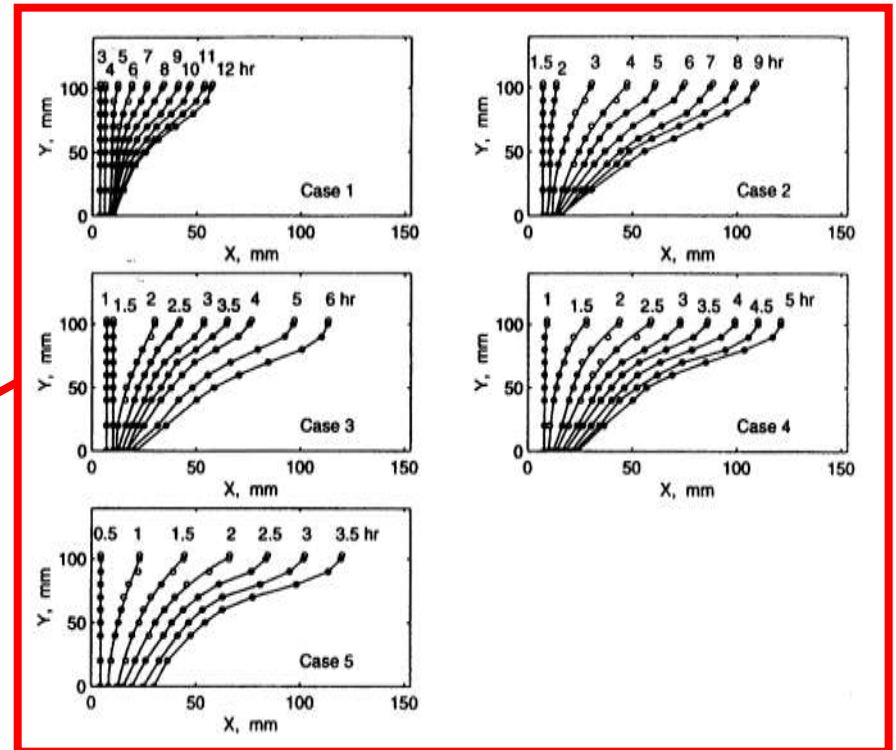 3 5 7 9 11
4 6 8 10 12 hr
100
50
0
Y, mm
Case 1
0 50 100 150
X, mm
1.5 2 3 4 5 6 7 8 9 hr
100
50
0
Y, mm
Case 2
0 50 100 150
X, mm
1 1.5 2 2.5 3 3.5 4 5 6 hr
100
50
0
Y, mm
Case 3
0 50 100 150
X, mm
1 1.5 2 2.5 3 3.5 4 4.5 5 hr
100
50
0
Y, mm
Case 4
0 50 100 150
X, mm
0.5 1 1.5 2 2.5 3 3.5 hr
100
50
0
Y, mm
Case 5
0 50 100 150
X, mm